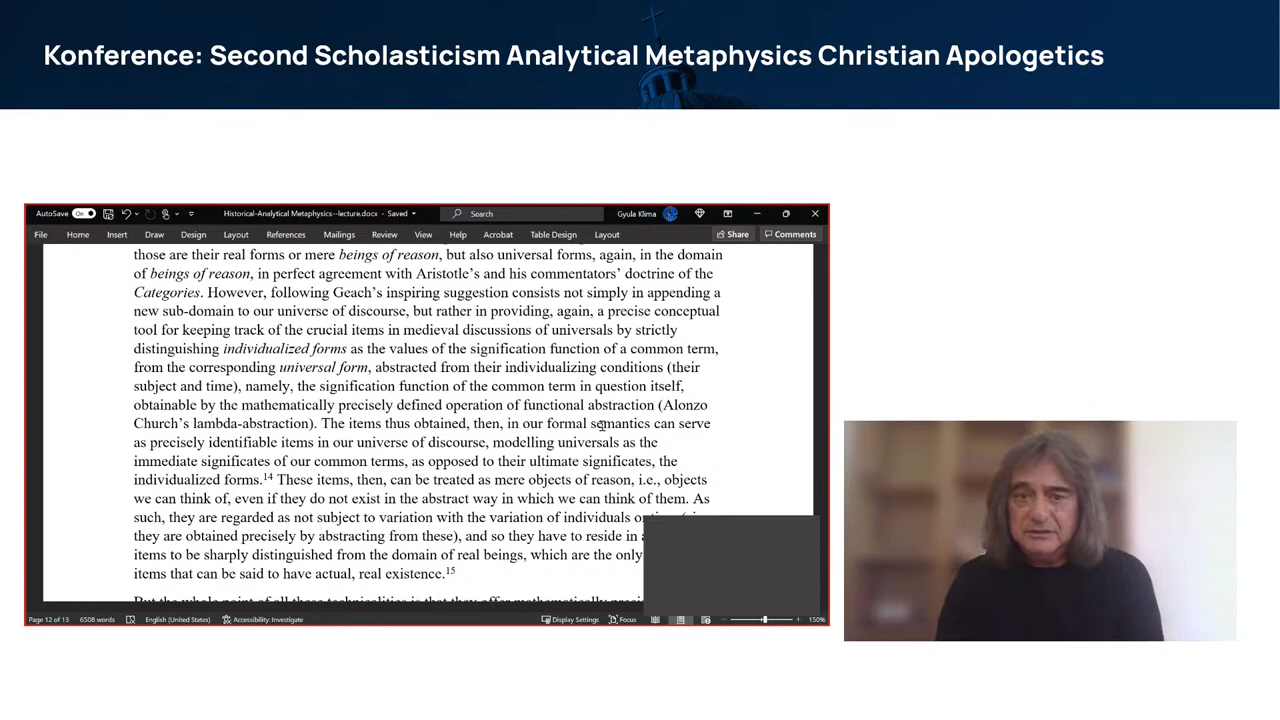 Konference: Second Scholasticism Analytical Metaphysics Christian Apologetics
AutoSave On Historical-Analytical Metaphysics--lecture.docx - Saved Search Gyula Klima
File Home Insert Draw Design Layout References Mailings Review View Help Acrobat Table Design Layout Share Comments
those are their real forms or mere beings of reason, but also universal forms, again, in the domain
of beings of reason, in perfect agreement with Aristotle's and his commentators' doctrine of the
Categories. However, following Geach's inspiring suggestion consists not simply in appending a
new sub-domain to our universe of discourse, but rather in providing, again, a precise conceptual
tool for keeping track of the crucial items in medieval discussions of universals by strictly
distinguishing individualized forms as the values of the signification function of a common term,
from the corresponding universal form, abstracted from their individualizing conditions (their
subject and time), namely, the signification function of the common term in question itself,
obtainable by the mathematically precisely defined operation of functional abstraction (Alonzo
Church's lambda-abstraction). The items thus obtained, then, in our formal semantics can serve
as precisely identifiable items in our universe of discourse, modelling universals as the
immediate significates of our common terms, as opposed to their ultimate significates, the
individualized forms.14 These items, then, can be treated as mere objects of reason, i.e., objects
we can think of, even if they do not exist in the abstract way in which we can think of them. As
such, they are regarded as not subject to variation with the variation of individuals
they are obtained precisely by abstracting from these), and so they have to reside in
items to be sharply distinguished from the domain of real beings, which are the only
items that can be said to have actual, real existence.15
But the whole point of all these technicalities is that they offer mathematically
Page 12 of 13 6508 words English (United States) Accessibility: Investigate Display Settings Focus 150%